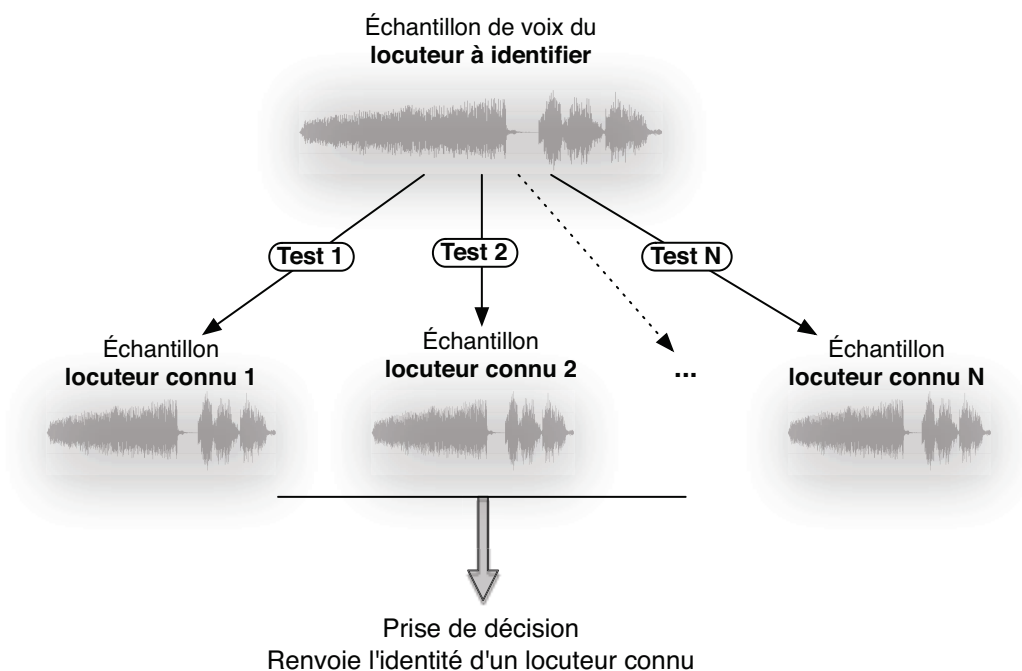 Échantillon de voix du
locuteur à identifier
Test 1
Test 2
Test N
Échantillon
locuteur connu 1
Échantillon
locuteur connu 2
...
Échantillon
locuteur connu N
Prise de décision
Renvoie l'identité d'un locuteur connu